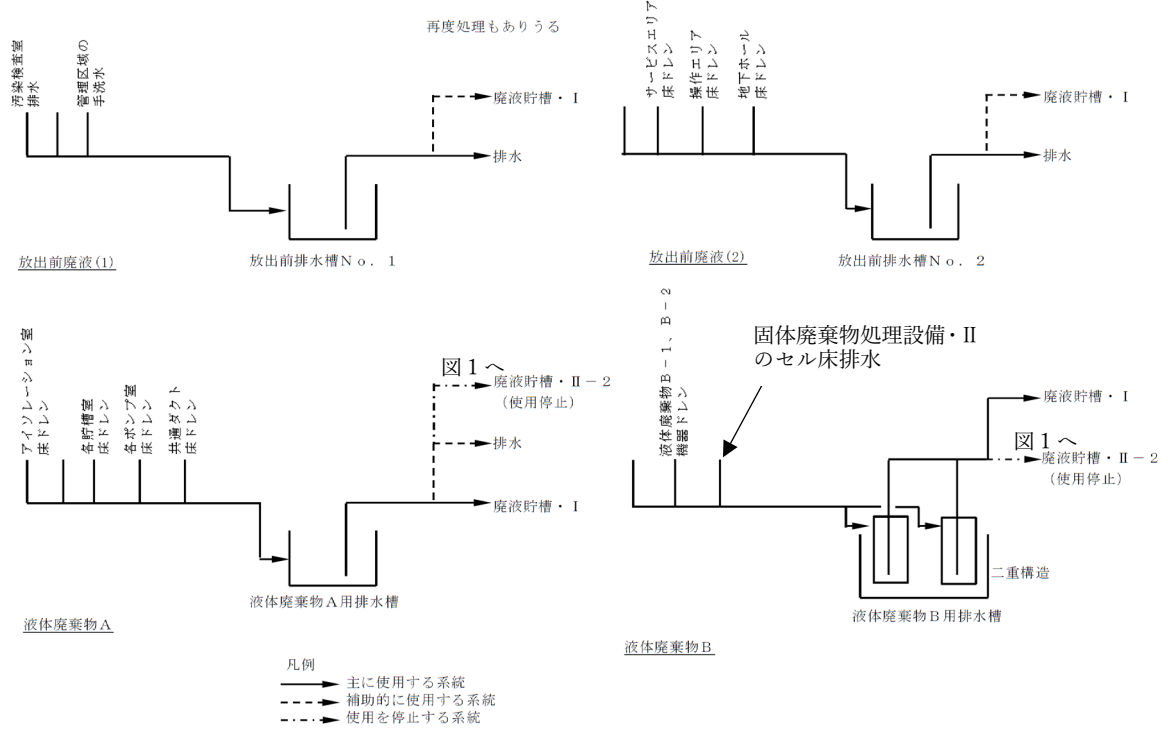 再度処理もありうる
汚染検査室
排水
管理区域の
手洗水
廃液貯槽・Ⅰ
排水
放出前廃液(1)
放出前排水槽Ｎｏ．１
サービスエリア
床ドレン
操作エリア
床ドレン
地下ホール
床ドレン
廃液貯槽・Ⅰ
排水
放出前廃液(2)
放出前排水槽Ｎｏ．２
アイソレーション室
床ドレン
各貯槽室
床ドレン
各ポンプ室
床ドレン
共通ダクト
床ドレン
図１へ
廃液貯槽・Ⅱ－２
（使用停止）
排水
廃液貯槽・Ⅰ
液体廃棄物Ａ用排水槽
液体廃棄物Ａ
液体廃棄物Ｂ－１、Ｂ－２
機器ドレン
固体廃棄物処理設備・Ⅱ
のセル床排水
廃液貯槽・Ⅰ
図１へ
廃液貯槽・Ⅱ－２
（使用停止）
二重構造
液体廃棄物Ｂ用排水槽
液体廃棄物Ｂ
凡例
主に使用する系統
補助的に使用する系統
使用を停止する系統